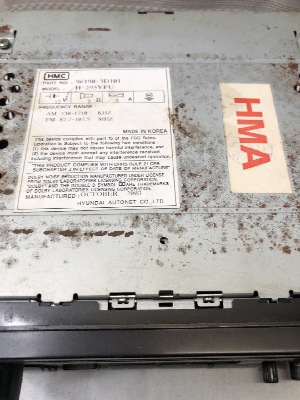 HMC
PART NO. 96190-3D101
MODEL H-295YFU
FREQUENCY RANGE
AM 530-1710 KHZ
FM 87.7-107.9 MHZ
MADE IN KOREA
This device complies with part 15 of the FCC Rules.
Operation is Subject to the following two conditions:
(1) the device may not cause harmful interference, and
(2) the device must accept any interference received,
including interference that may cause undesired operation.
"THIS PRODUCT COMPLIES WITH DHHS RULE 21 CFR
SUBCHAPTER J IN EFFECT OF DATE OF MANUFACTURE"
DOLBY NOISE REDUCTION MANUFACTURED UNDER LICENSE
FROM DOLBY LABORATORIES LICENSING CORPORATION.
"DOLBY" AND THE DOUBLE D SYMBOL ARE TRADEMARKS
OF DOLBY LABORATORIES LICENSING CORPORATION.
MANUFACTURED: OCTOBER
HYUNDAI AUTONET CO., LTD.
HMA